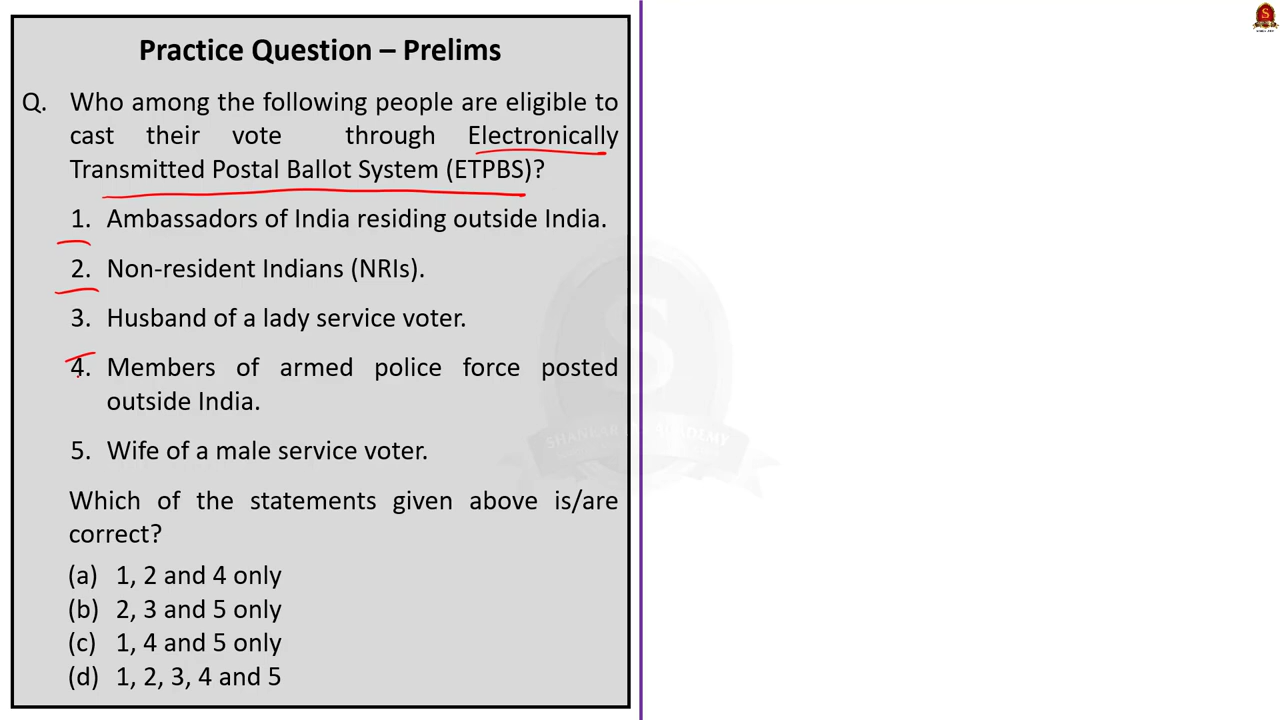 Practice Question – Prelims
Q. Who among the following people are eligible to
cast their vote through Electronically
Transmitted Postal Ballot System (ETPBS)?
1. Ambassadors of India residing outside India.
2. Non-resident Indians (NRIs).
3. Husband of a lady service voter.
4. Members of armed police force posted
outside India.
5. Wife of a male service voter.
Which of the statements given above is/are
correct?
(a) 1, 2 and 4 only
(b) 2, 3 and 5 only
(c) 1, 4 and 5 only
(d) 1, 2, 3, 4 and 5